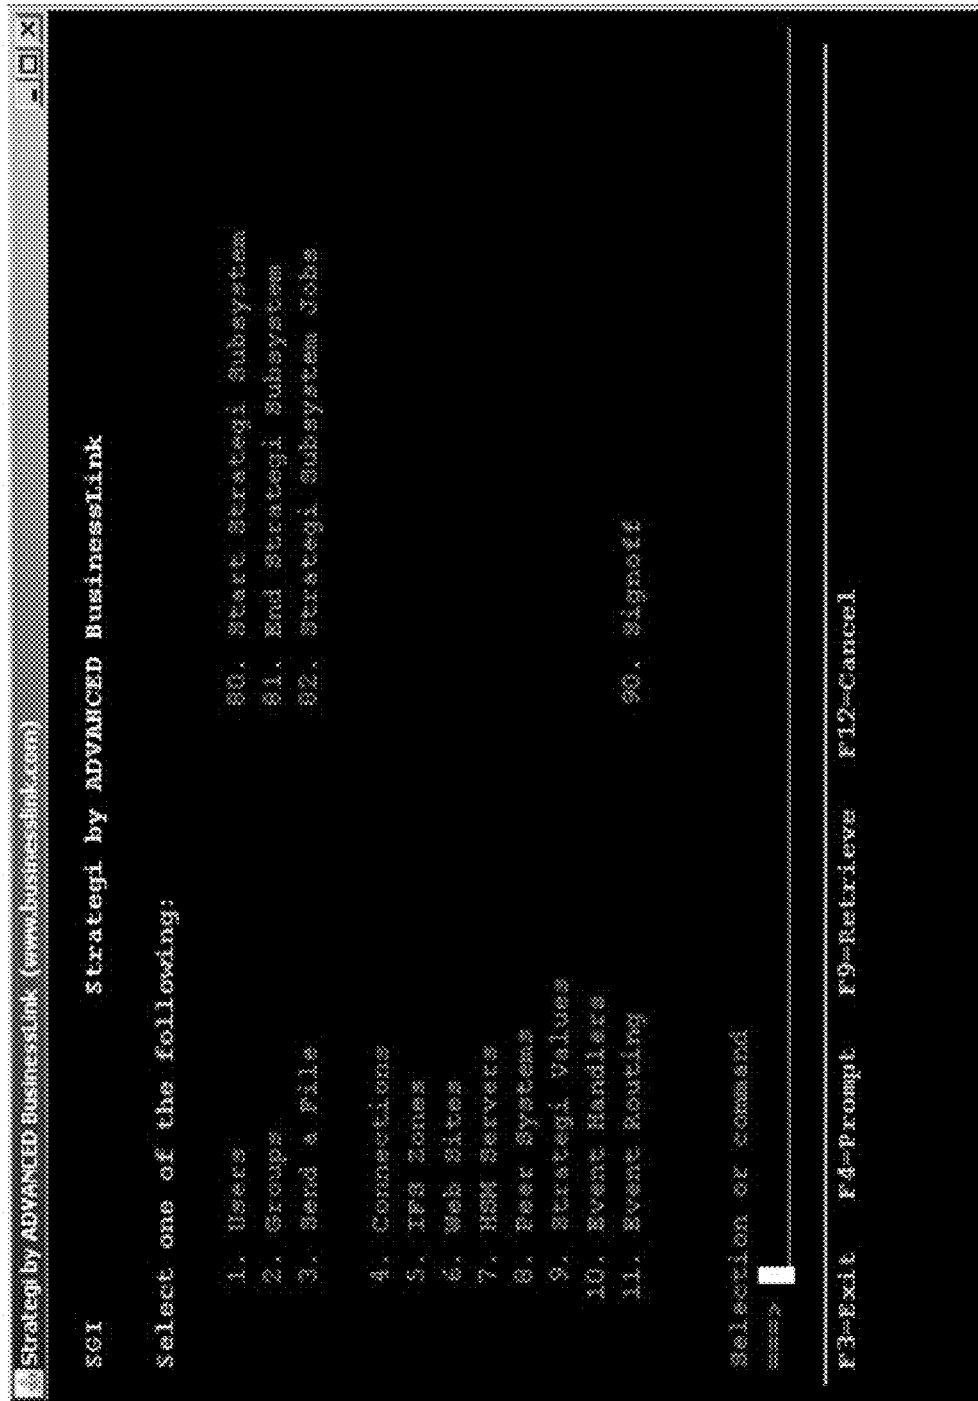 Strategi by ADVANCED BusinessLink (www.businesslink.com)
SGI Strategi by ADVANCED BusinessLink
Select one of the following:
1. Users 80. Start Strategi Subsystem
2. Groups 81. End Strategi Subsystem
3. Send a File 82. Strategi Subsystem Jobs
4. Connections
5. IFS Zones
6. Web Sites
7. HSM Servers
8. Peer Systems
9. Strategi Values
10. Event Handlers
11. Event Routing 90. Signoff
Selection or command
===>
F3=Exit F4=Prompt F9=Retrieve F12=Cancel